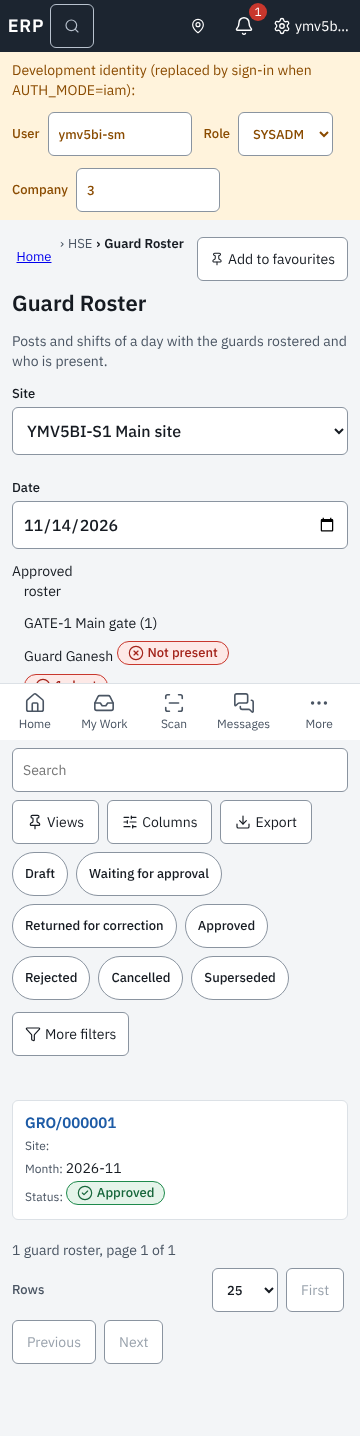 ERP
1
ymv5b...
Development identity (replaced by sign-in when
AUTH_MODE=iam):
User
ymv5bi-sm
Role
SYSADM
Company
3
Home
› HSE › Guard Roster
Add to favourites
Guard Roster
Posts and shifts of a day with the guards rostered and
who is present.
Site
YMV5BI-S1 Main site
Date
11/14/2026
Approved
roster
GATE-1 Main gate (1)
Guard Ganesh
Not present
Home
My Work
Scan
Messages
More
Search
Views
Columns
Export
Draft
Waiting for approval
Returned for correction
Approved
Rejected
Cancelled
Superseded
More filters
GRO/000001
Site:
Month: 2026-11
Status: Approved
1 guard roster, page 1 of 1
Rows
25
First
Previous
Next